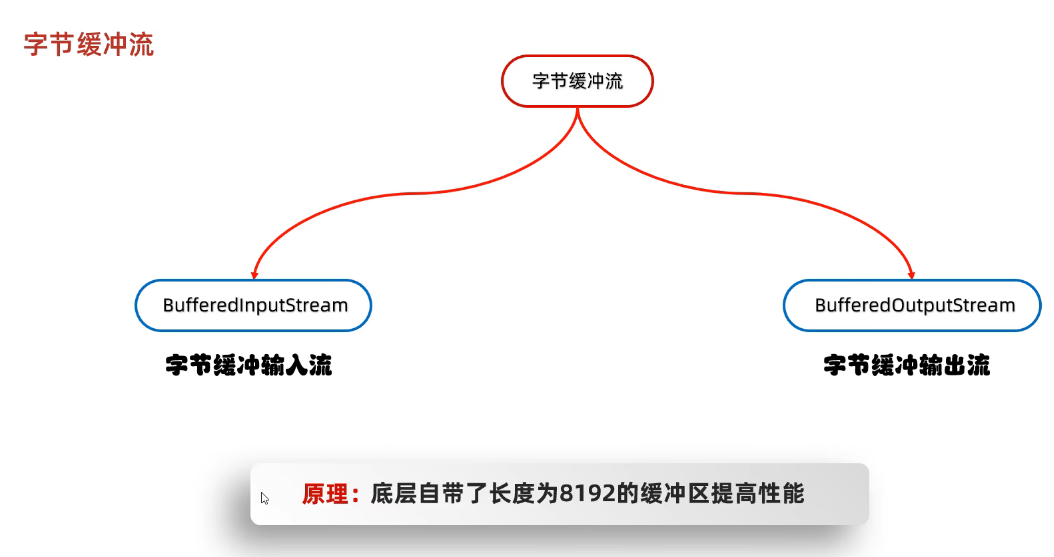 字节缓冲流
字节缓冲流
BufferedInputStream
BufferedOutputStream
字节缓冲输入流
字节缓冲输出流
原理：底层自带了长度为8192的缓冲区提高性能